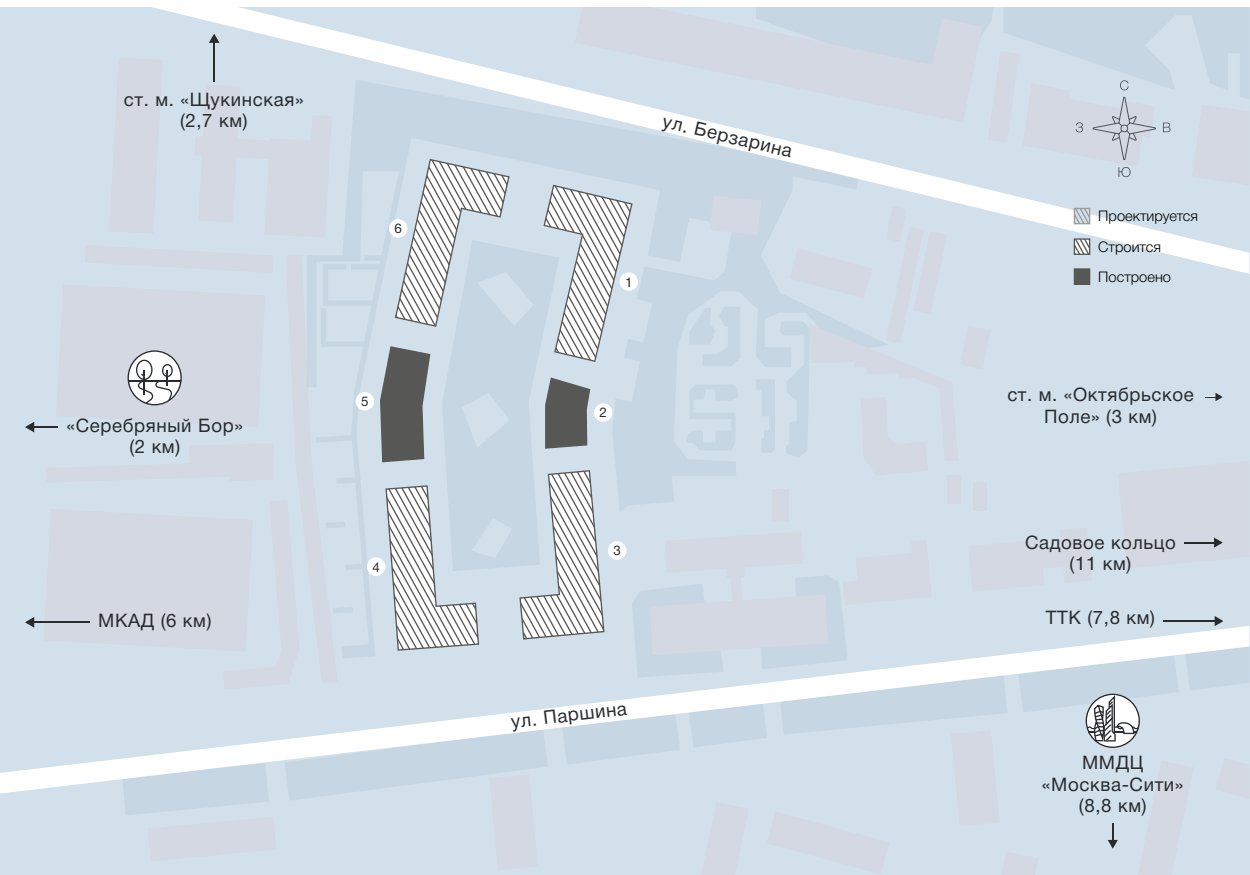 ст. м. «Щукинская»
(2,7 км)
ул. Берзарина
С
З
В
Ю
Проектируется
Строится
Построено
6
1
5
2
4
3
«Серебряный Бор»
(2 км)
ст. м. «Октябрьское
Поле» (3 км)
Садовое кольцо
(11 км)
МКАД (6 км)
ТТК (7,8 км)
ул. Паршина
ММДЦ
«Москва-Сити»
(8,8 км)